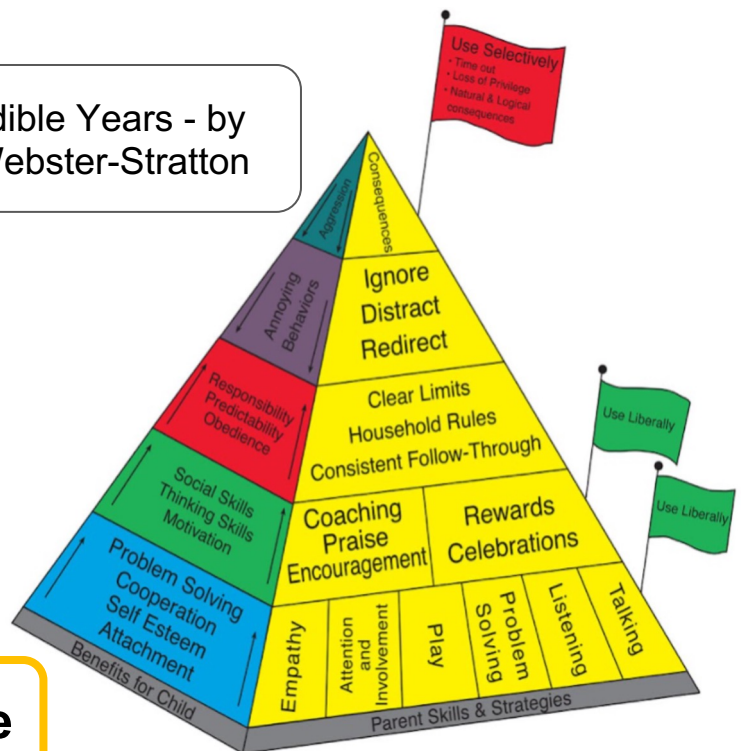 dible Years - by
Webster-Stratton
Use Selectively
• Time out
• Loss of Privilege
• Natural & Logical
consequences
Aggression
Consequences
Annoying
Behaviors
Ignore
Distract
Redirect
Responsibility
Predictability
Obedience
Clear Limits
Household Rules
Consistent Follow-Through
Use Liberally
Use Liberally
Social Skills
Thinking Skills
Motivation
Coaching
Praise
Encouragement
Rewards
Celebrations
Problem Solving
Cooperation
Self Esteem
Attachment
Empathy
Attention
and
Involvement
Play
Problem
Solving
Listening
Talking
Benefits for Child
Parent Skills & Strategies
e